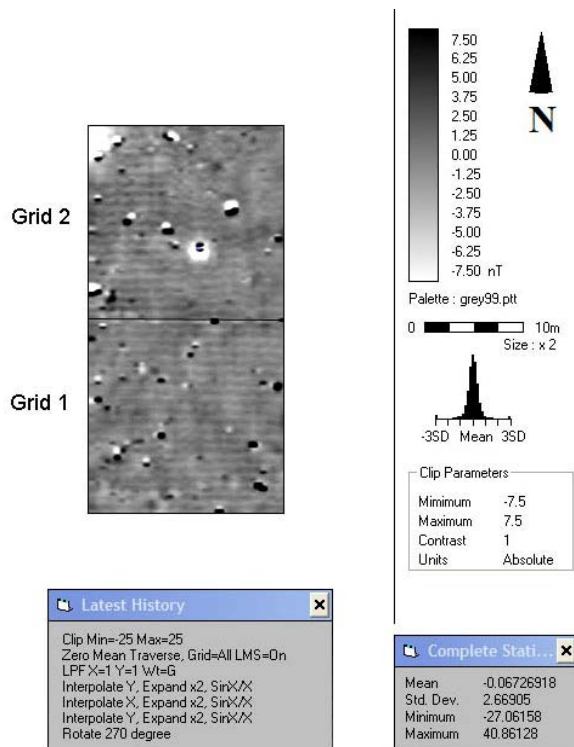 7.50
6.25
5.00
3.75
2.50
1.25
0.00
-1.25
-2.50
-3.75
-5.00
-6.25
-7.50 nT
N
Palette : grey99.ptt
0 10m
Size : x 2
-3SD Mean 3SD
Clip Parameters
Mimimum -7.5
Maximum 7.5
Contrast 1
Units Absolute
Grid 2
Grid 1
Latest History
Clip Min=-25 Max=25
Zero Mean Traverse, Grid=All LMS=On
LPF X=1 Y=1 Wt=G
Interpolate Y, Expand x2, SinX/X
Interpolate X, Expand x2, SinX/X
Interpolate Y, Expand x2, SinX/X
Rotate 270 degree
Complete Stati...
Mean -0.06726918
Std. Dev. 2.66905
Minimum -27.06158
Maximum 40.86128